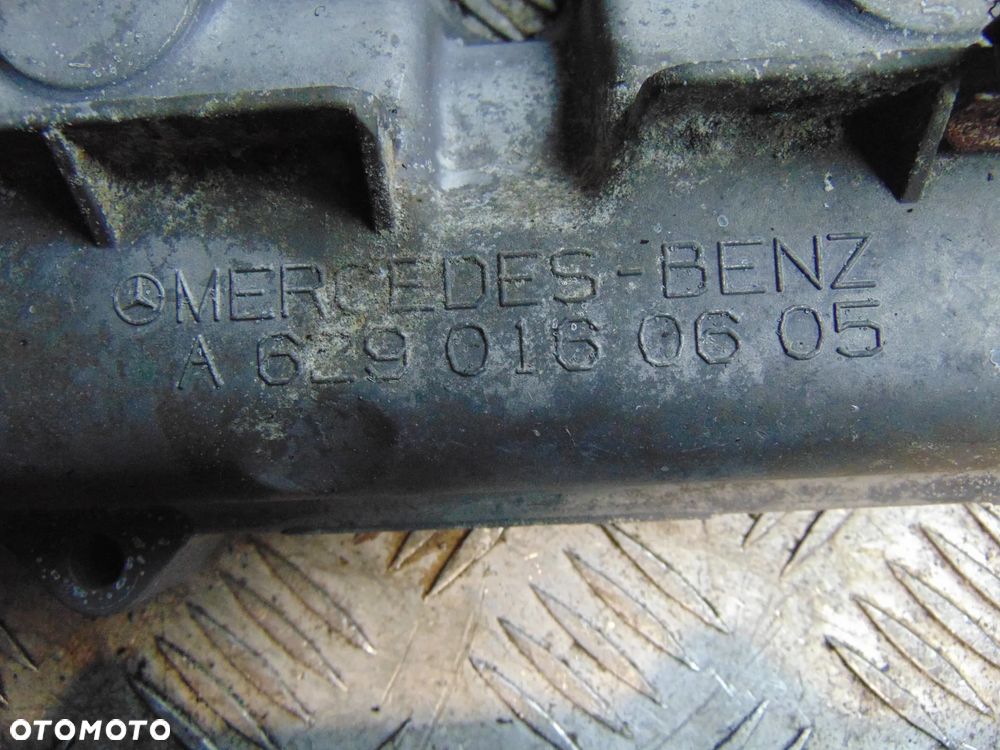 MERCEDES-BENZ
A 629 016 06 05
OTOMOTO